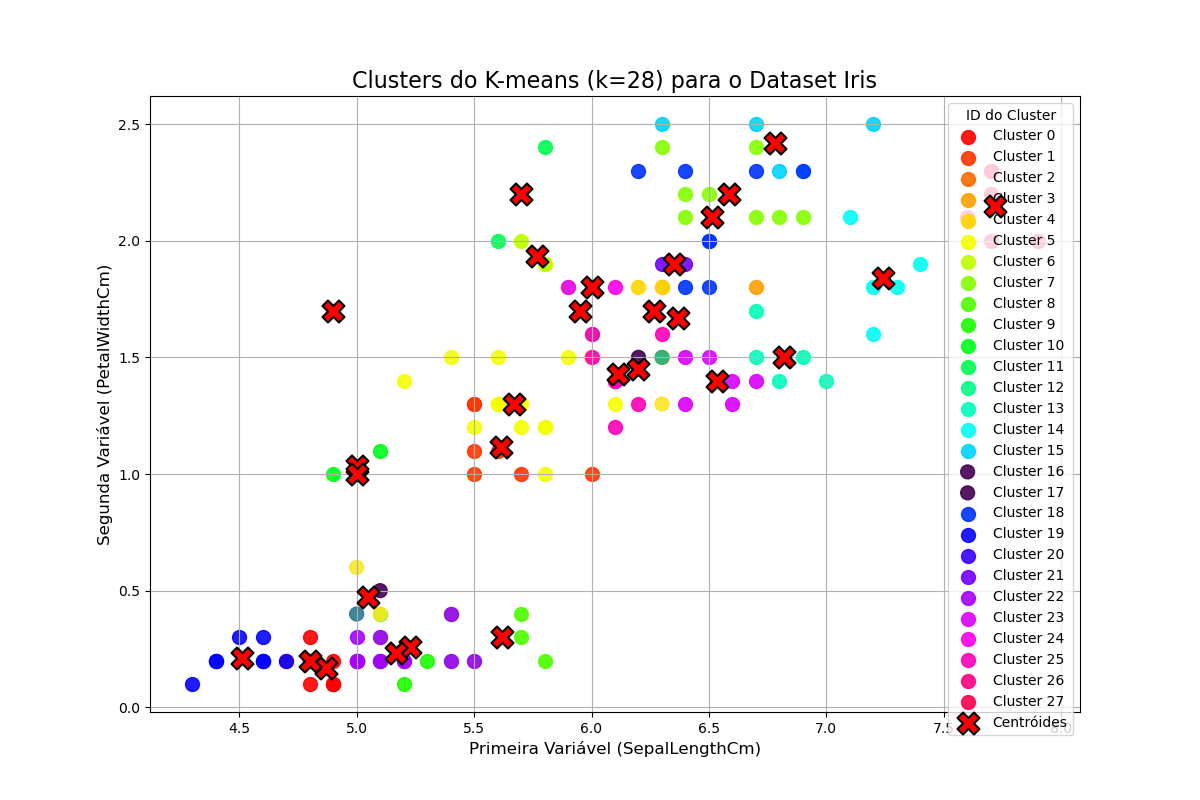 Clusters do K-means (k=28) para o Dataset Iris
ID do Cluster
Cluster 0
Cluster 1
Cluster 2
Cluster 3
Cluster 4
Cluster 5
Cluster 6
Cluster 7
Cluster 8
Cluster 9
Cluster 10
Cluster 11
Cluster 12
Cluster 13
Cluster 14
Cluster 15
Cluster 16
Cluster 17
Cluster 18
Cluster 19
Cluster 20
Cluster 21
Cluster 22
Cluster 23
Cluster 24
Cluster 25
Cluster 26
Cluster 27
Centróides
Segunda Variável (PetalWidthCm)
2.5
2.0
1.5
1.0
0.5
0.0
4.5 5.0 5.5 6.0 6.5 7.0 7.5 8.0
Primeira Variável (SepalLengthCm)